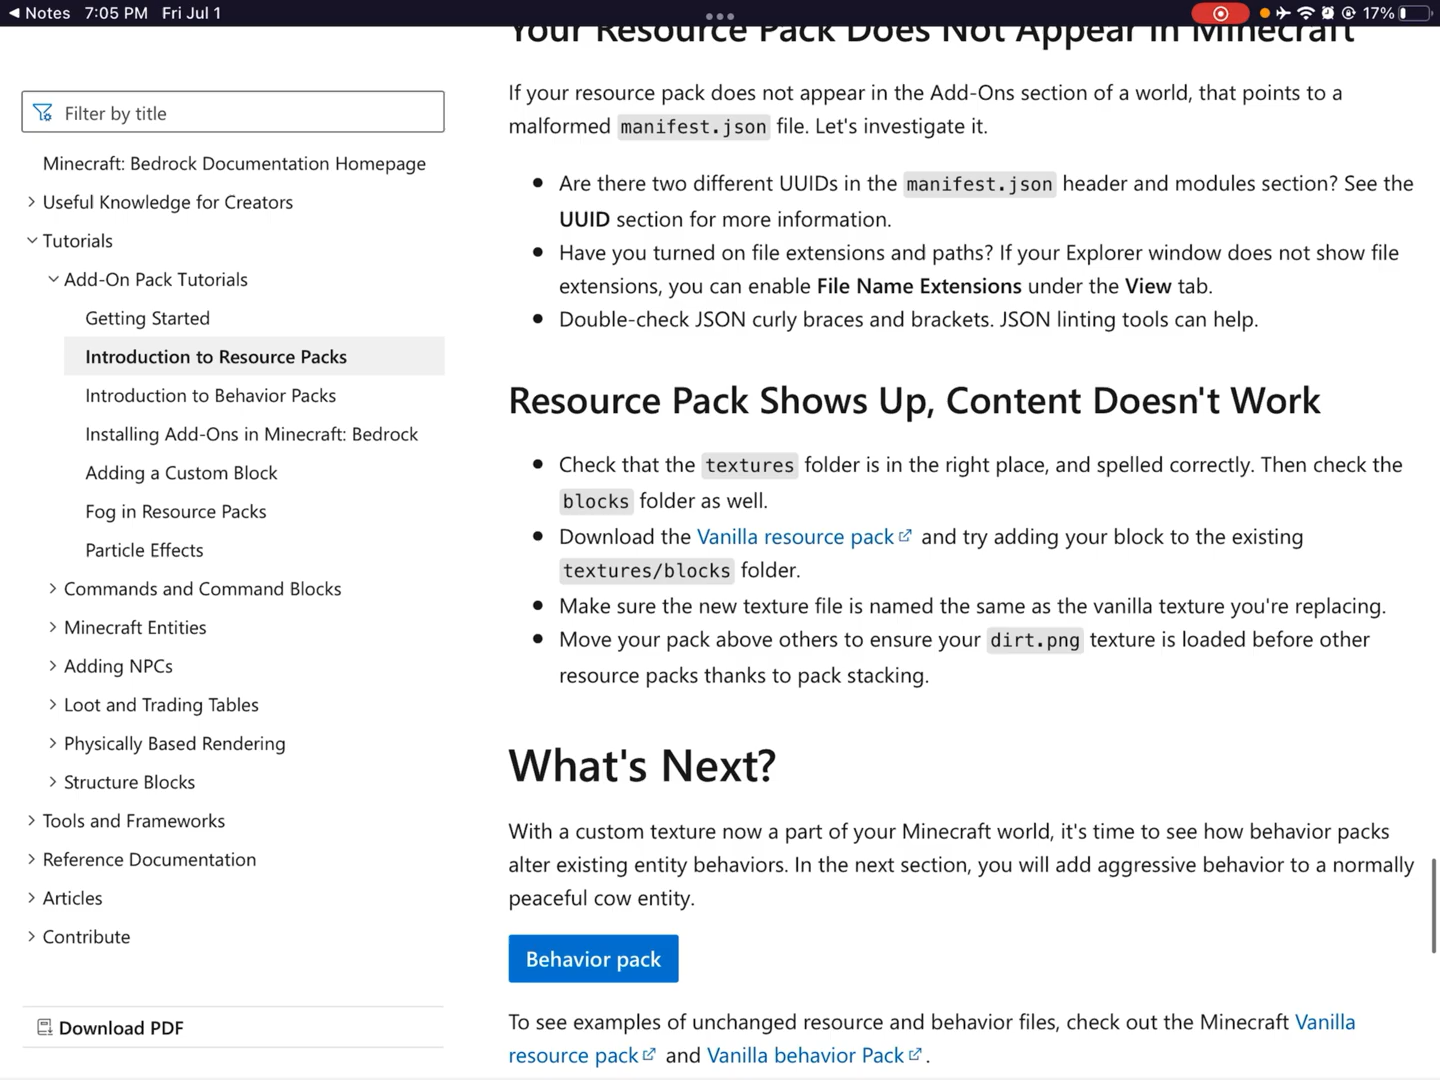 Notes 7:05 PM Fri Jul 1
17%
Filter by title
Minecraft: Bedrock Documentation Homepage
Useful Knowledge for Creators
Tutorials
Add-On Pack Tutorials
Getting Started
Introduction to Resource Packs
Introduction to Behavior Packs
Installing Add-Ons in Minecraft: Bedrock
Adding a Custom Block
Fog in Resource Packs
Particle Effects
Commands and Command Blocks
Minecraft Entities
Adding NPCs
Loot and Trading Tables
Physically Based Rendering
Structure Blocks
Tools and Frameworks
Reference Documentation
Articles
Contribute
Download PDF
Your Resource Pack Does Not Appear in Minecraft
If your resource pack does not appear in the Add-Ons section of a world, that points to a
malformed manifest.json file. Let's investigate it.
• Are there two different UUIDs in the manifest.json header and modules section? See the
UUID section for more information.
• Have you turned on file extensions and paths? If your Explorer window does not show file
extensions, you can enable File Name Extensions under the View tab.
• Double-check JSON curly braces and brackets. JSON linting tools can help.
Resource Pack Shows Up, Content Doesn't Work
• Check that the textures folder is in the right place, and spelled correctly. Then check the
blocks folder as well.
• Download the Vanilla resource pack and try adding your block to the existing
textures/blocks folder.
• Make sure the new texture file is named the same as the vanilla texture you're replacing.
• Move your pack above others to ensure your dirt.png texture is loaded before other
resource packs thanks to pack stacking.
What's Next?
With a custom texture now a part of your Minecraft world, it's time to see how behavior packs
alter existing entity behaviors. In the next section, you will add aggressive behavior to a normally
peaceful cow entity.
Behavior pack
To see examples of unchanged resource and behavior files, check out the Minecraft Vanilla
resource pack and Vanilla behavior Pack.